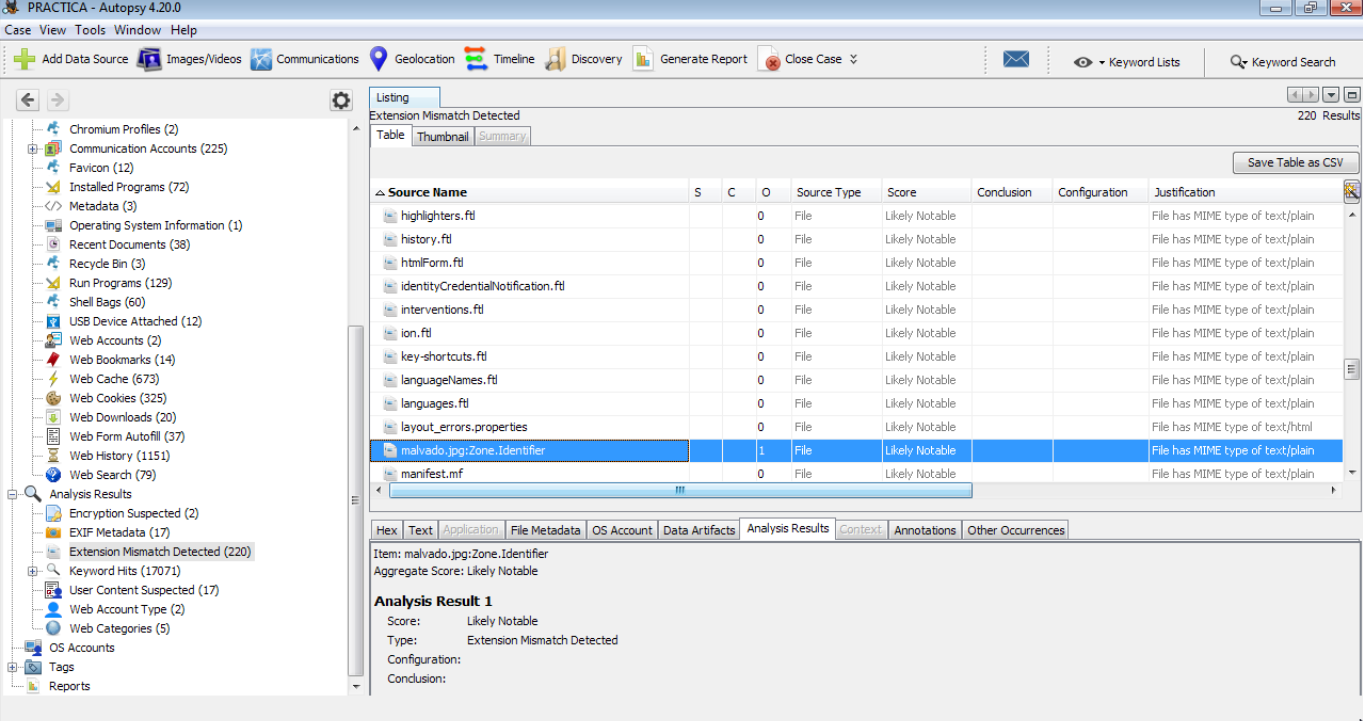 PRACTICA - Autopsy 4.20.0
Case View Tools Window Help
Add Data Source Images/Videos Communications Geolocation Timeline Discovery Generate Report Close Case Keyword Lists Keyword Search
Chromium Profiles (2)
Communication Accounts (225)
Favicon (12)
Installed Programs (72)
Metadata (3)
Operating System Information (1)
Recent Documents (38)
Recycle Bin (3)
Run Programs (129)
Shell Bags (60)
USB Device Attached (12)
Web Accounts (2)
Web Bookmarks (14)
Web Cache (673)
Web Cookies (325)
Web Downloads (20)
Web Form Autofill (37)
Web History (1151)
Web Search (79)
Analysis Results
Encryption Suspected (2)
EXIF Metadata (17)
Extension Mismatch Detected (220)
Keyword Hits (17071)
User Content Suspected (17)
Web Account Type (2)
Web Categories (5)
OS Accounts
Tags
Reports
Listing
Extension Mismatch Detected 220 Results
Table Thumbnail Summary
Save Table as CSV
Source Name S C O Source Type Score Conclusion Configuration Justification
highlighters.ftl 0 File Likely Notable File has MIME type of text/plain
history.ftl 0 File Likely Notable File has MIME type of text/plain
htmlForm.ftl 0 File Likely Notable File has MIME type of text/plain
identityCredentialNotification.ftl 0 File Likely Notable File has MIME type of text/plain
interventions.ftl 0 File Likely Notable File has MIME type of text/plain
ion.ftl 0 File Likely Notable File has MIME type of text/plain
key-shortcuts.ftl 0 File Likely Notable File has MIME type of text/plain
languageNames.ftl 0 File Likely Notable File has MIME type of text/plain
languages.ftl 0 File Likely Notable File has MIME type of text/plain
layout_errors.properties 0 File Likely Notable File has MIME type of text/html
malvado.jpg:Zone.Identifier 1 File Likely Notable File has MIME type of text/plain
manifest.mf 0 File Likely Notable File has MIME type of text/plain
Hex Text Application File Metadata OS Account Data Artifacts Analysis Results Context Annotations Other Occurrences
Item: malvado.jpg:Zone.Identifier
Aggregate Score: Likely Notable
Analysis Result 1
Score: Likely Notable
Type: Extension Mismatch Detected
Configuration:
Conclusion: